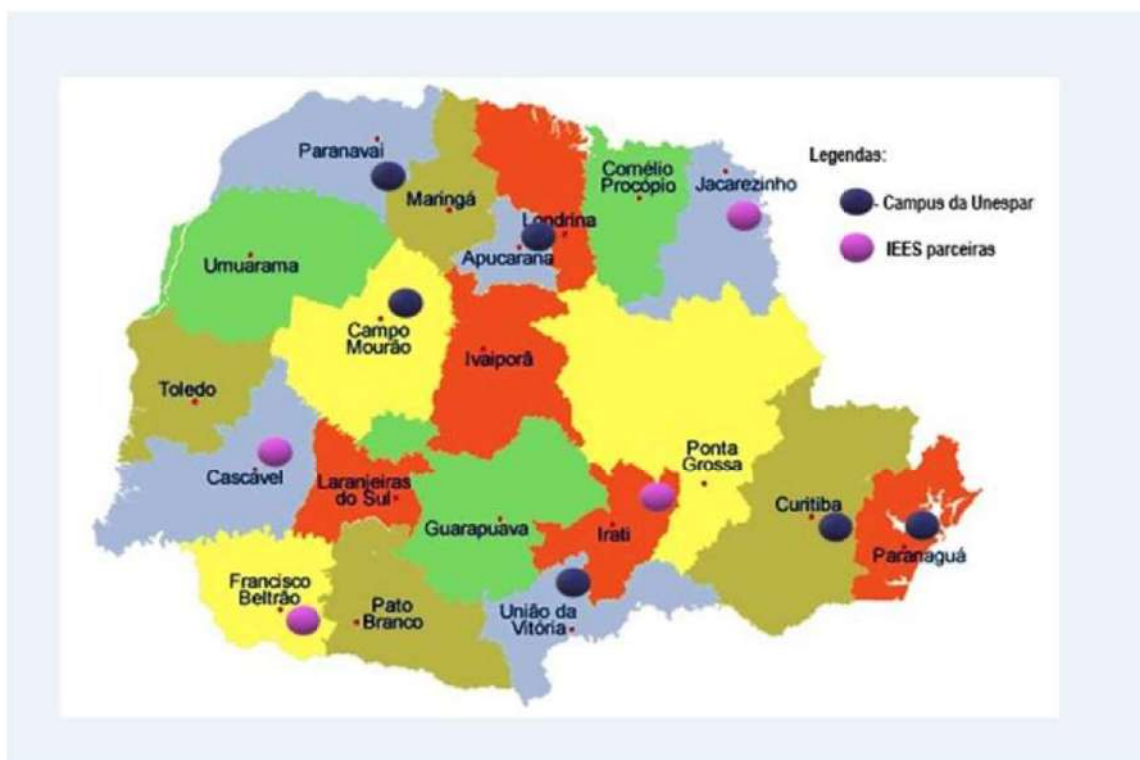 Paranavaí
Maringá
Londrina
Apucarana
Cornélio
Procópio
Jacarezinho
Legendas:
- Campus da Unespar
IEES parceiras
Umuarama
Campo
Mourão
Ivaiporã
Toledo
Cascável
Laranjeiras
do Sul
Guarapuava
Irati
Ponta
Grossa
Curitiba
Paranaguá
Francisco
Beltrão
Pato
Branco
União da
Vitória